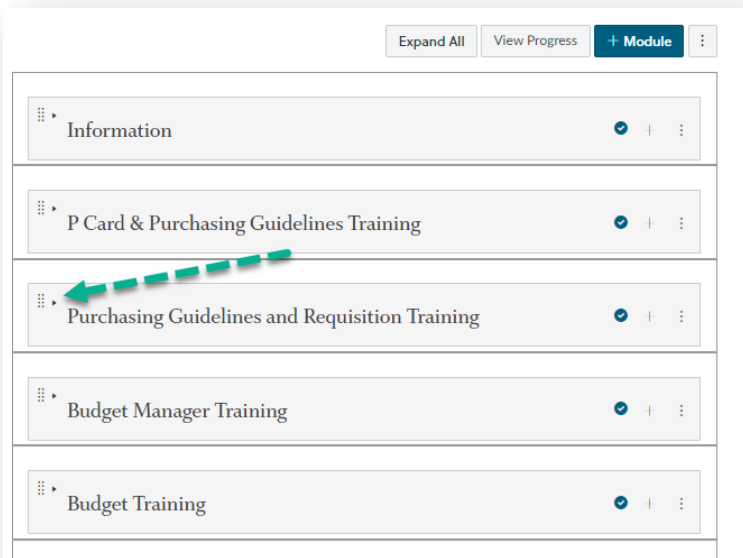 Expand All View Progress + Module
Information
P Card & Purchasing Guidelines Training
Purchasing Guidelines and Requisition Training
Budget Manager Training
Budget Training